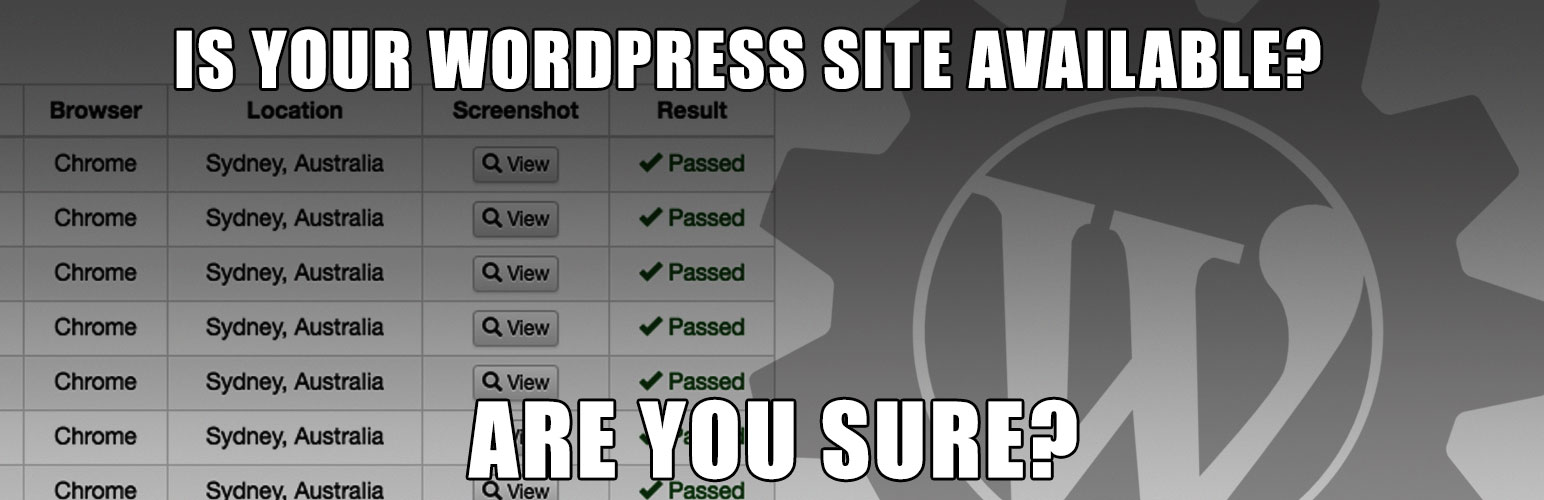 IS YOUR WORDPRESS SITE AVAILABLE?
Browser Location Screenshot Result
Chrome Sydney, Australia View Passed
Chrome Sydney, Australia View Passed
Chrome Sydney, Australia View Passed
Chrome Sydney, Australia View Passed
Chrome Sydney, Australia View Passed
Chrome Sydney, Australia
ARE YOU SURE?
Chrome Sydney, Australia View Passed